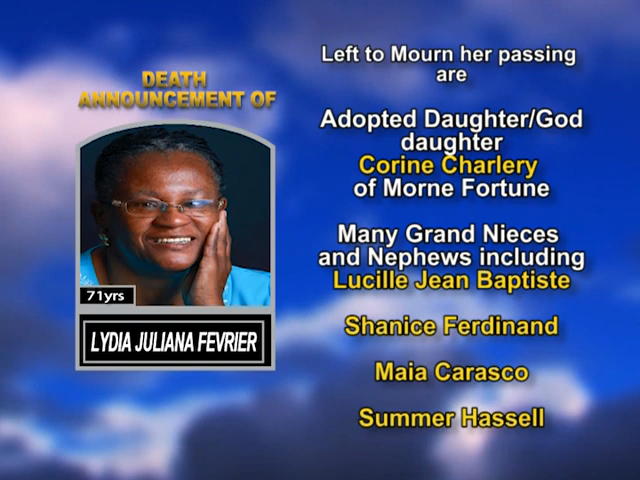 DEATH
ANNOUNCEMENT OF
71yrs
LYDIA JULIANA FEVRIER
Left to Mourn her passing
are
Adopted Daughter/God
daughter
Corine Charlery
of Morne Fortune
Many Grand Nieces
and Nephews including
Lucille Jean Baptiste
Shanice Ferdinand
Maia Carasco
Summer Hassell